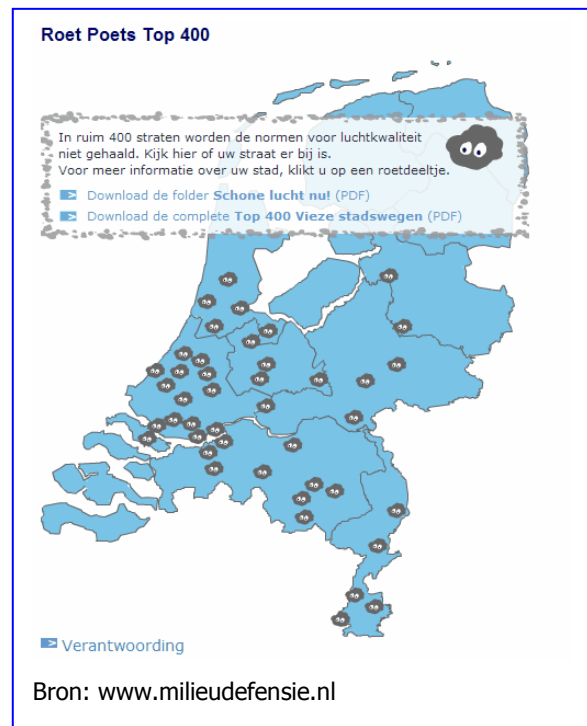 Roet Poets Top 400
In ruim 400 straten worden de normen voor luchtkwaliteit
niet gehaald. Kijk hier of uw straat er bij is.
Voor meer informatie over uw stad, klikt u op een roetdeeltje.
Download de folder Schone lucht nu! (PDF)
Download de complete Top 400 Vieze stadswegen (PDF)
Verantwoording
Bron: www.milieudefensie.nl